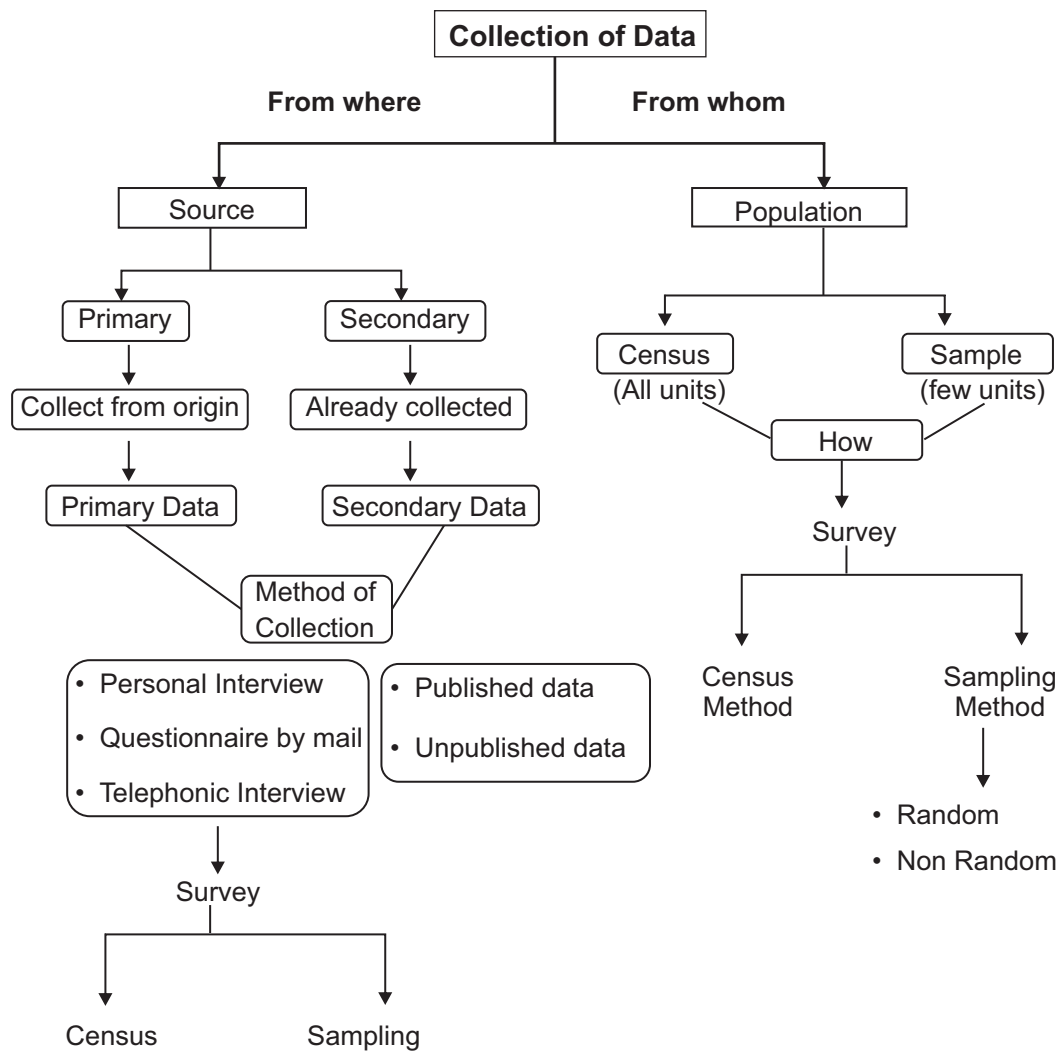 Collection of Data
From where
From whom
Source
Population
Primary
Secondary
Census
(All units)
Sample
(few units)
Collect from origin
Already collected
How
Primary Data
Secondary Data
Survey
Method of
Collection
• Personal Interview
• Questionnaire by mail
• Telephonic Interview
• Published data
• Unpublished data
Census
Method
Sampling
Method
• Random
• Non Random
Survey
Census
Sampling